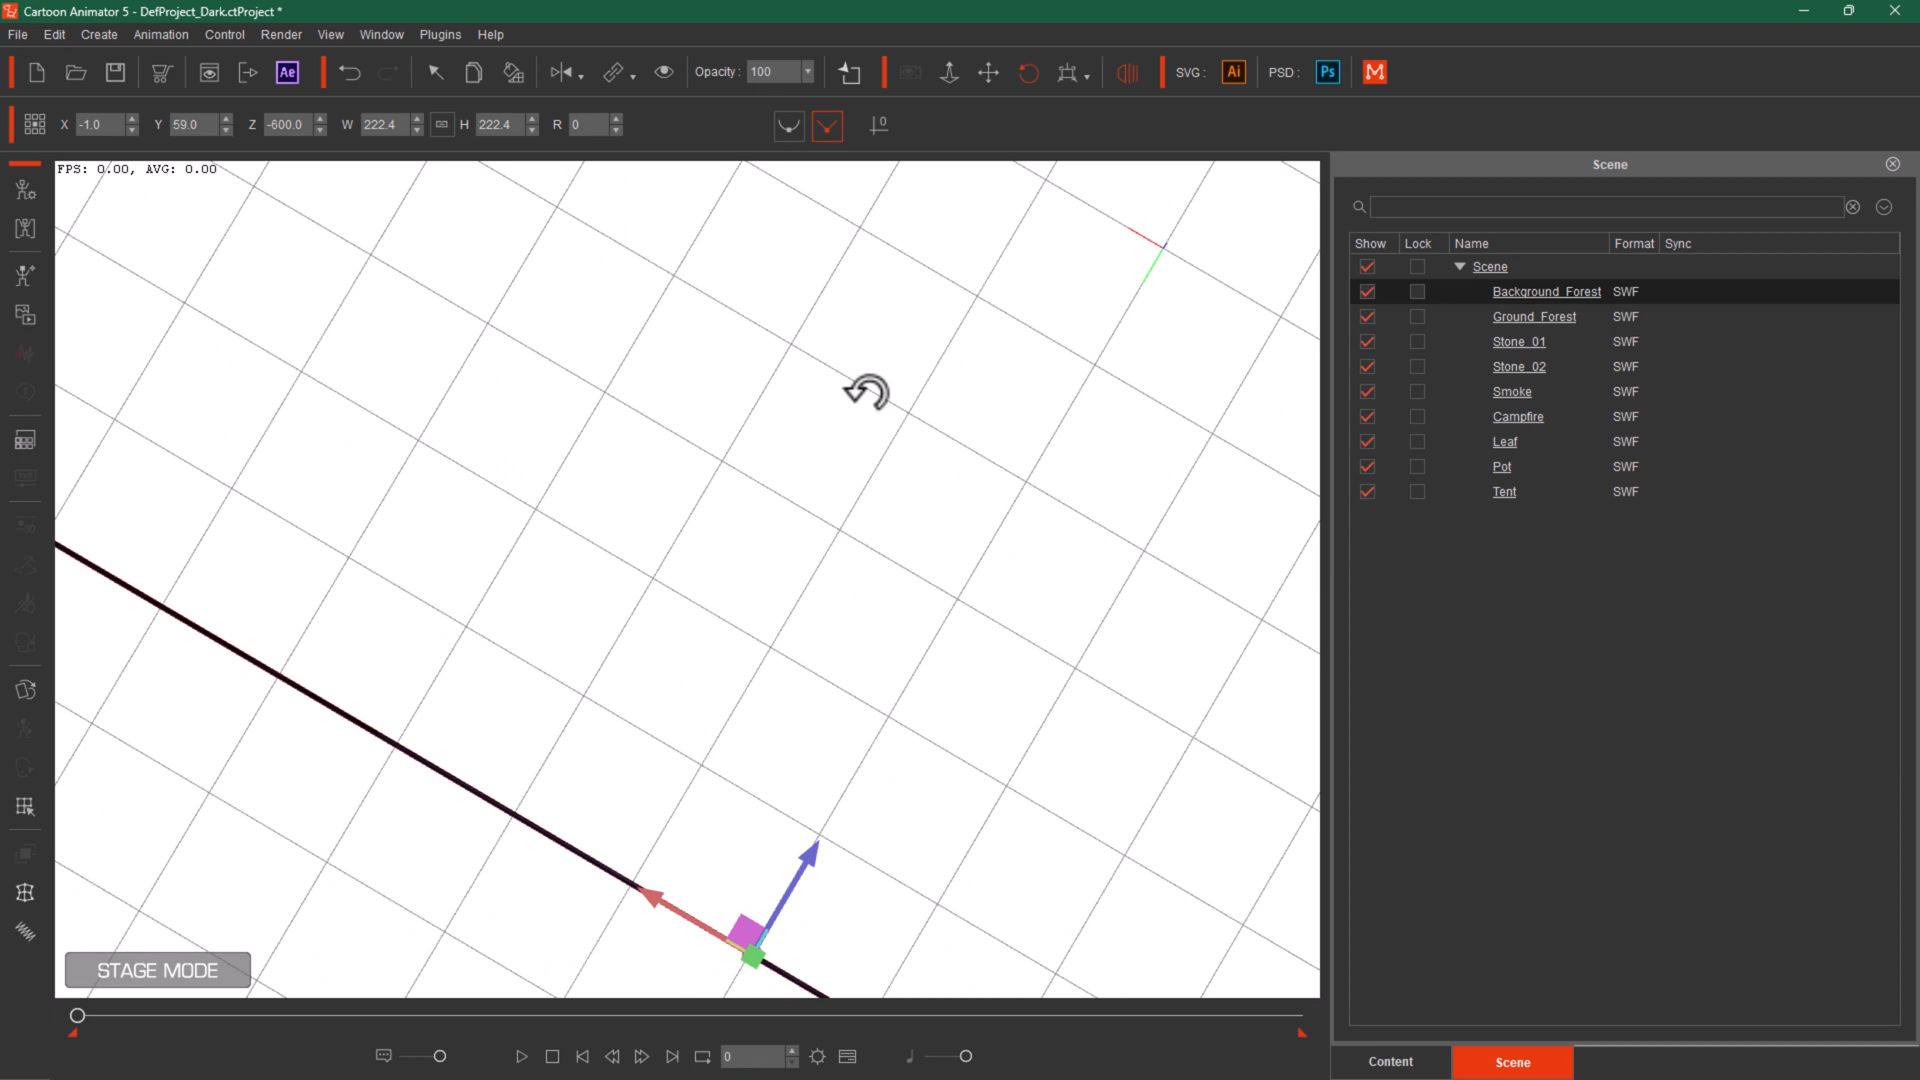 Cartoon Animator 5 - DefProject_Dark.ctProject *
File Edit Create Animation Control Render View Window Plugins Help
Ae Opacity : 100 SVG : Ai PSD : Ps
X -1.0 Y 59.0 Z -600.0 W 222.4 H 222.4 R 0 0
FPS: 0.00, AVG: 0.00
STAGE MODE
0
Scene
Show Lock Name Format Sync
Scene
Background_Forest SWF
Ground_Forest SWF
Stone_01 SWF
Stone_02 SWF
Smoke SWF
Campfire SWF
Leaf SWF
Pot SWF
Tent SWF
Content Scene